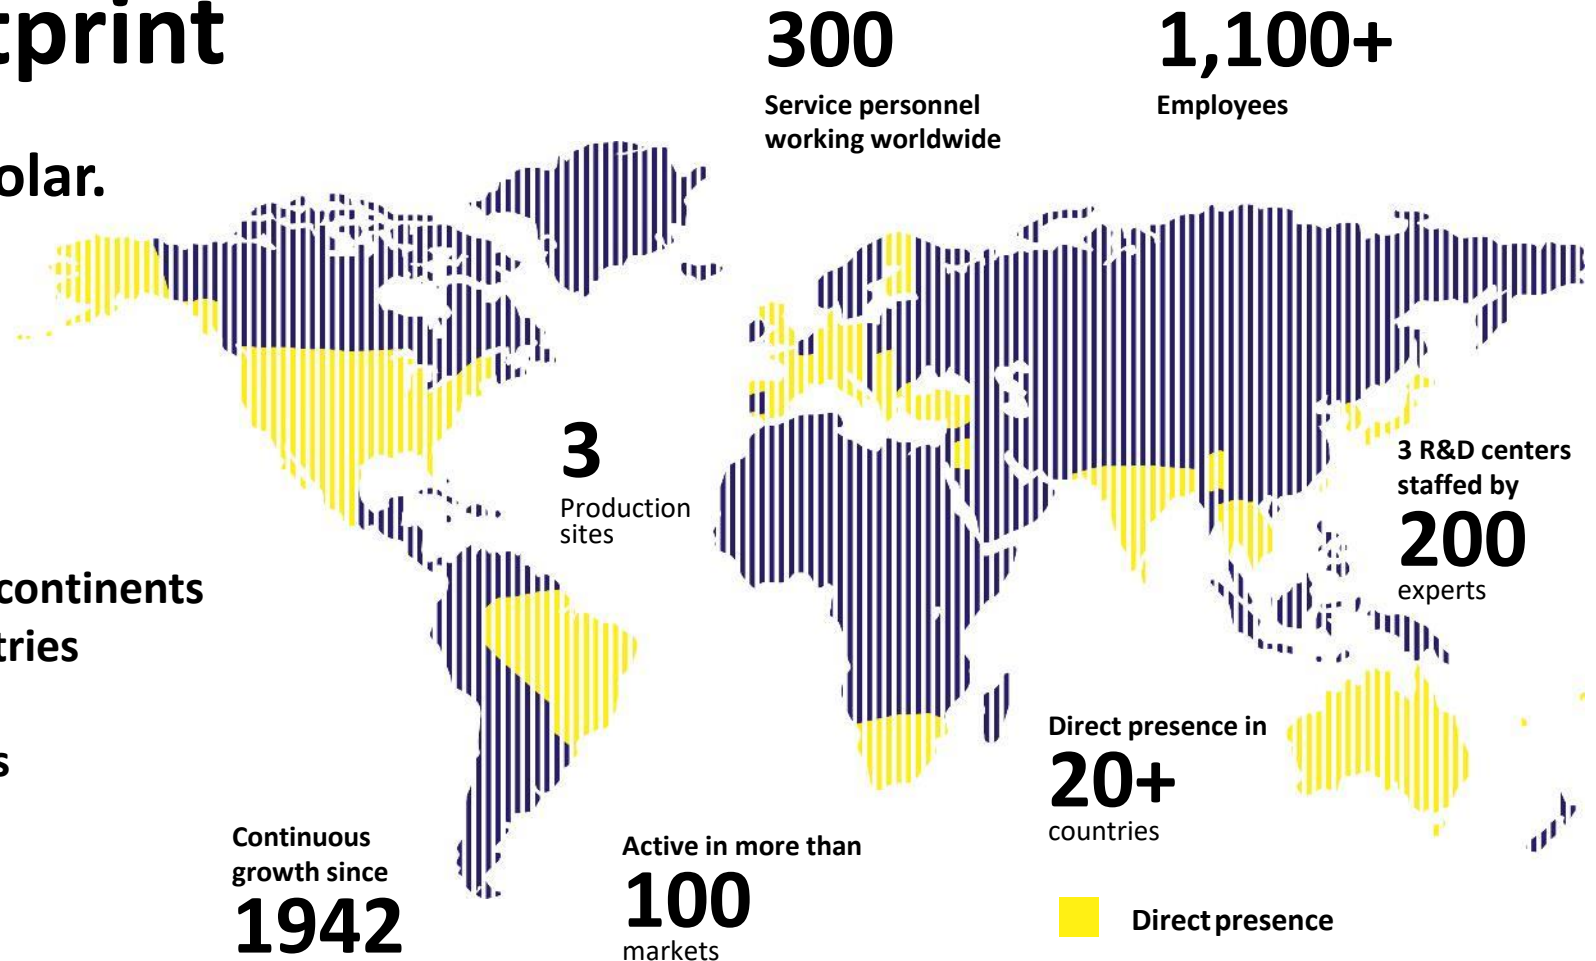 tprint
olar.
300
Service personnel
working worldwide
1,100+
Employees
3
Production
sites
3 R&D centers
staffed by
200
experts
continents
tries
s
Direct presence in
20+
countries
Continuous
growth since
1942
Active in more than
100
markets
Direct presence